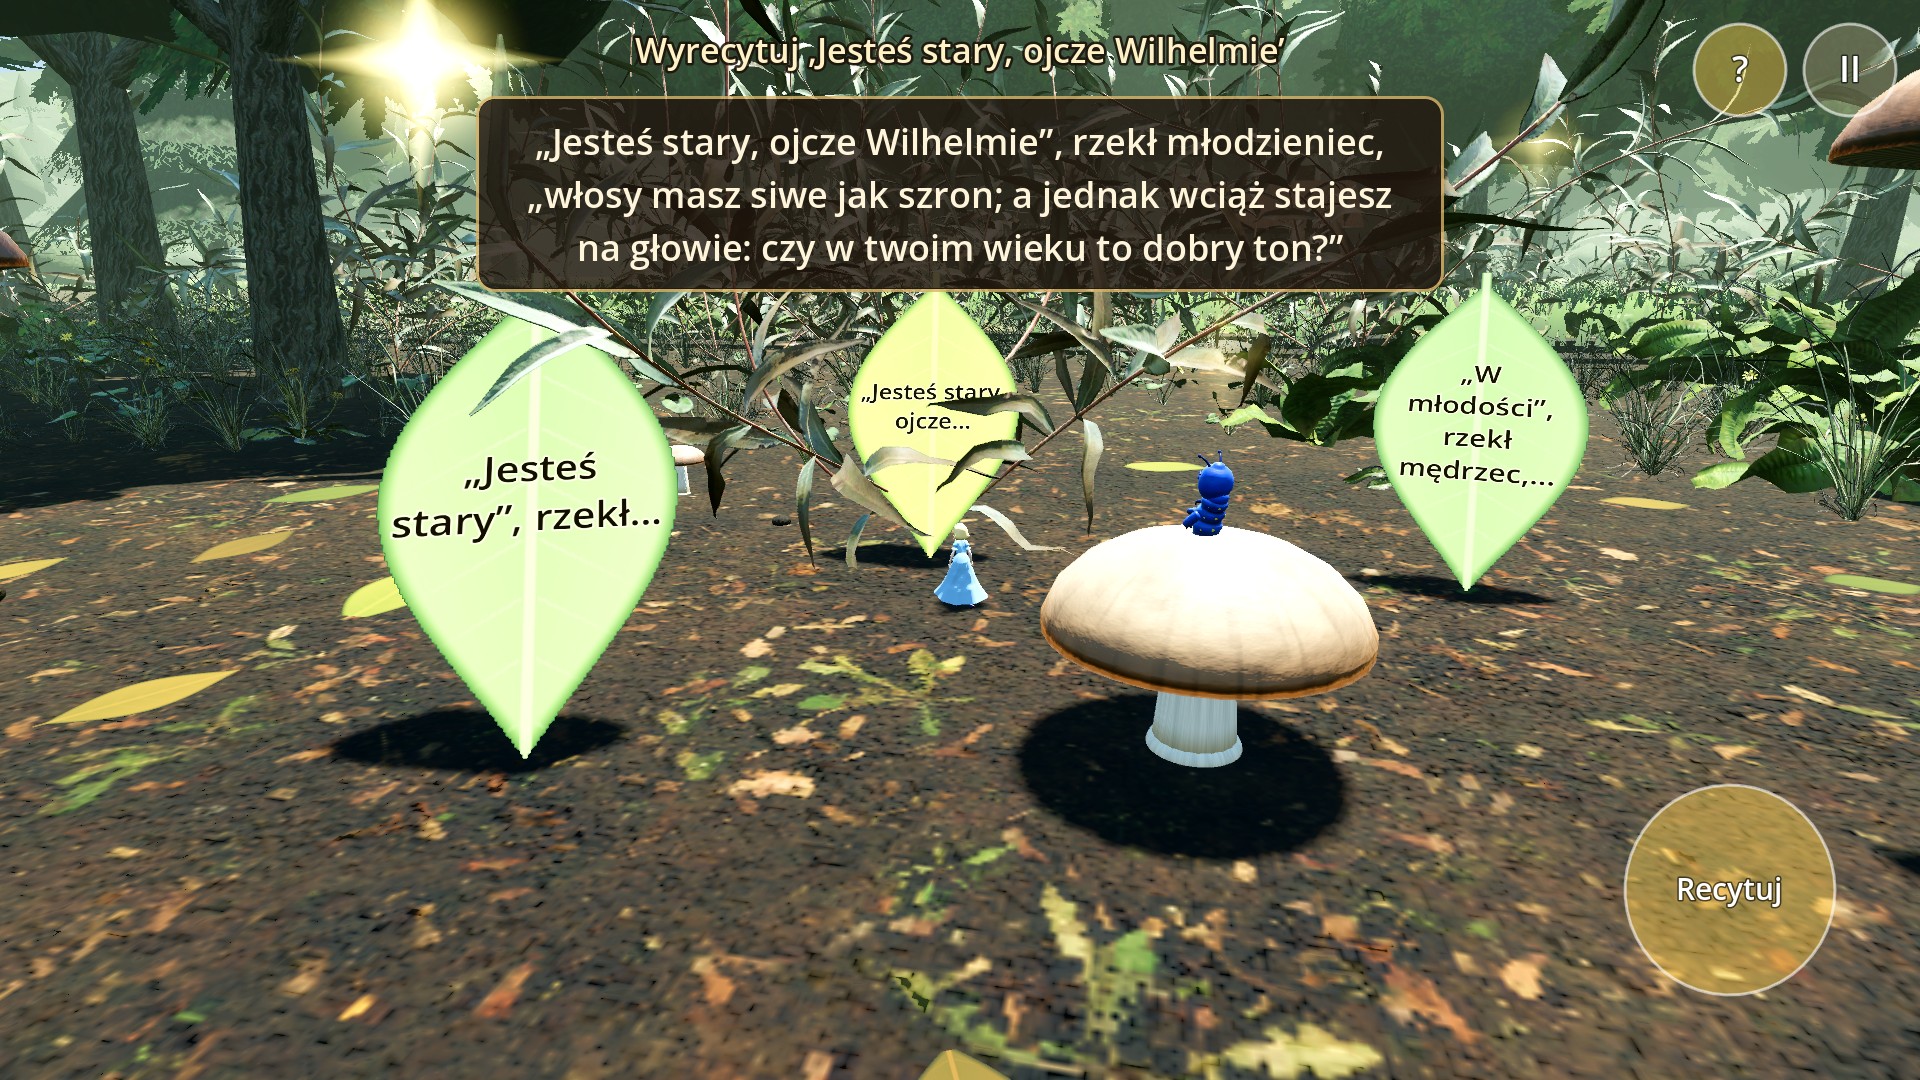 Wyrecytuj ‚Jesteś stary, ojcze Wilhelmie’
?
„Jesteś stary, ojcze Wilhelmie”, rzekł młodzieniec,
„włosy masz siwe jak szron; a jednak wciąż stajesz
na głowie: czy w twoim wieku to dobry ton?”
„Jesteś
stary”, rzekł...
„Jesteś stary,
ojcze...
„W
młodości”,
rzekł
mędrzec,...
Recytuj